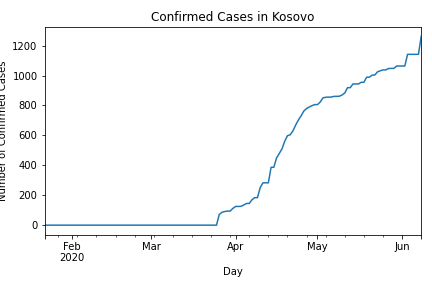 Confirmed Cases in Kosovo
Number of Confirmed Cases
1200
1000
800
600
400
200
0
Feb
2020
Mar
Apr
May
Jun
Day